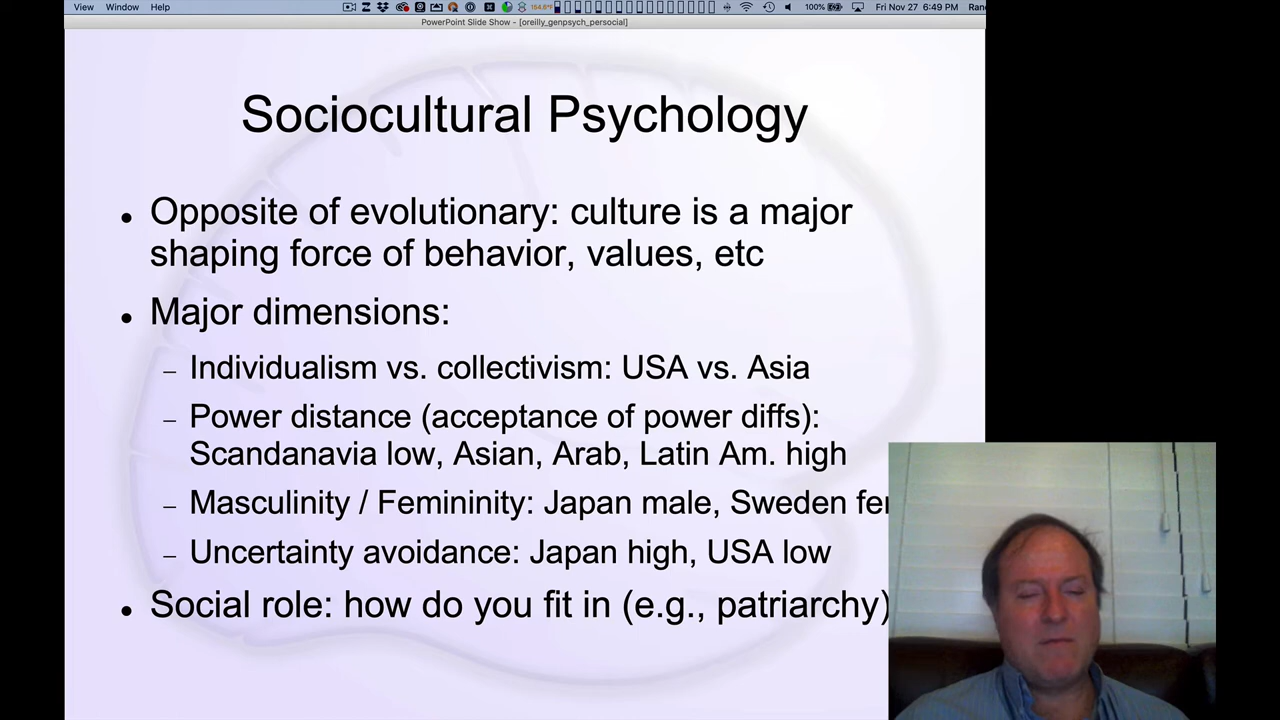 View Window Help 100% Fri Nov 27 6:49 PM
PowerPoint Slide Show - [oreilly_genpsych_persocial]
Sociocultural Psychology
Opposite of evolutionary: culture is a major
shaping force of behavior, values, etc
Major dimensions:
– Individualism vs. collectivism: USA vs. Asia
– Power distance (acceptance of power diffs):
Scandanavia low, Asian, Arab, Latin Am. high
– Masculinity / Femininity: Japan male, Sweden
– Uncertainty avoidance: Japan high, USA low
Social role: how do you fit in (e.g., patriarchy)